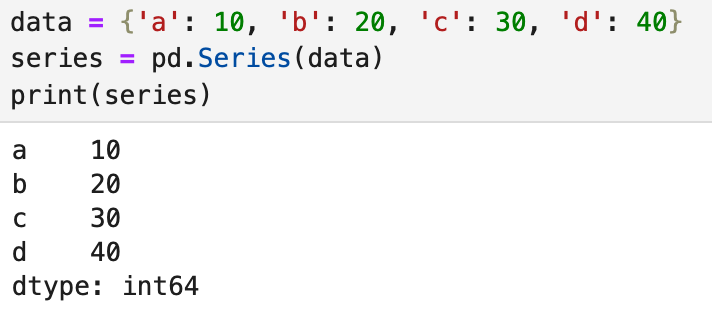 data = {'a': 10, 'b': 20, 'c': 30, 'd': 40}
series = pd.Series(data)
print(series)
a    10
b    20
c    30
d    40
dtype: int64